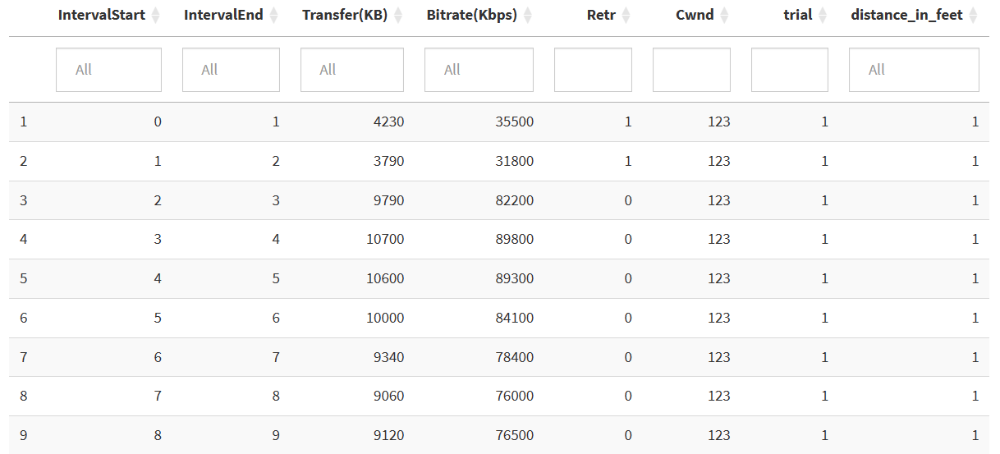 IntervalStart IntervalEnd Transfer(KB) Bitrate(Kbps) Retr Cwnd trial distance_in_feet
All All All All All
1 0 1 4230 35500 1 123 1 1
2 1 2 3790 31800 1 123 1 1
3 2 3 9790 82200 0 123 1 1
4 3 4 10700 89800 0 123 1 1
5 4 5 10600 89300 0 123 1 1
6 5 6 10000 84100 0 123 1 1
7 6 7 9340 78400 0 123 1 1
8 7 8 9060 76000 0 123 1 1
9 8 9 9120 76500 0 123 1 1